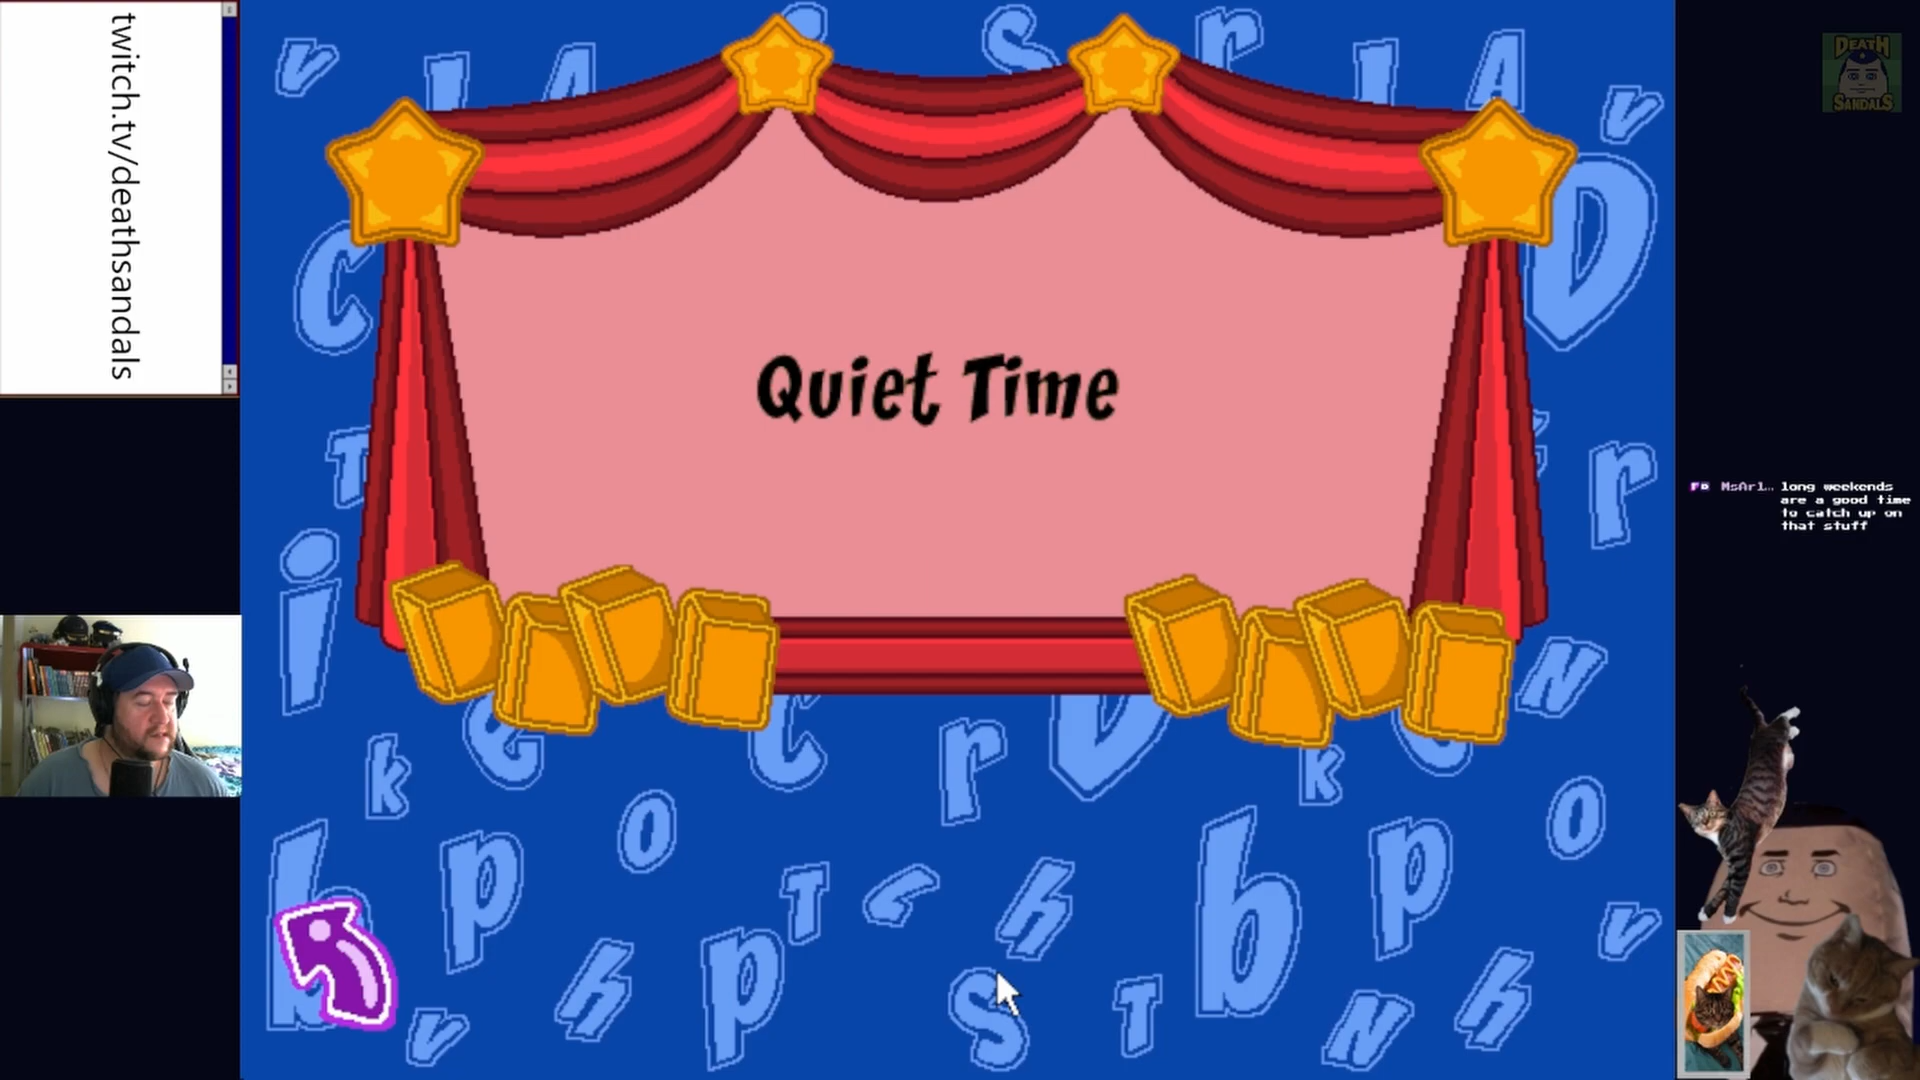 twitch.tv/deathsandals
DEATH
SANDALS
Quiet Time
MsArl… long weekends
are a good time
to catch up on
that stuff